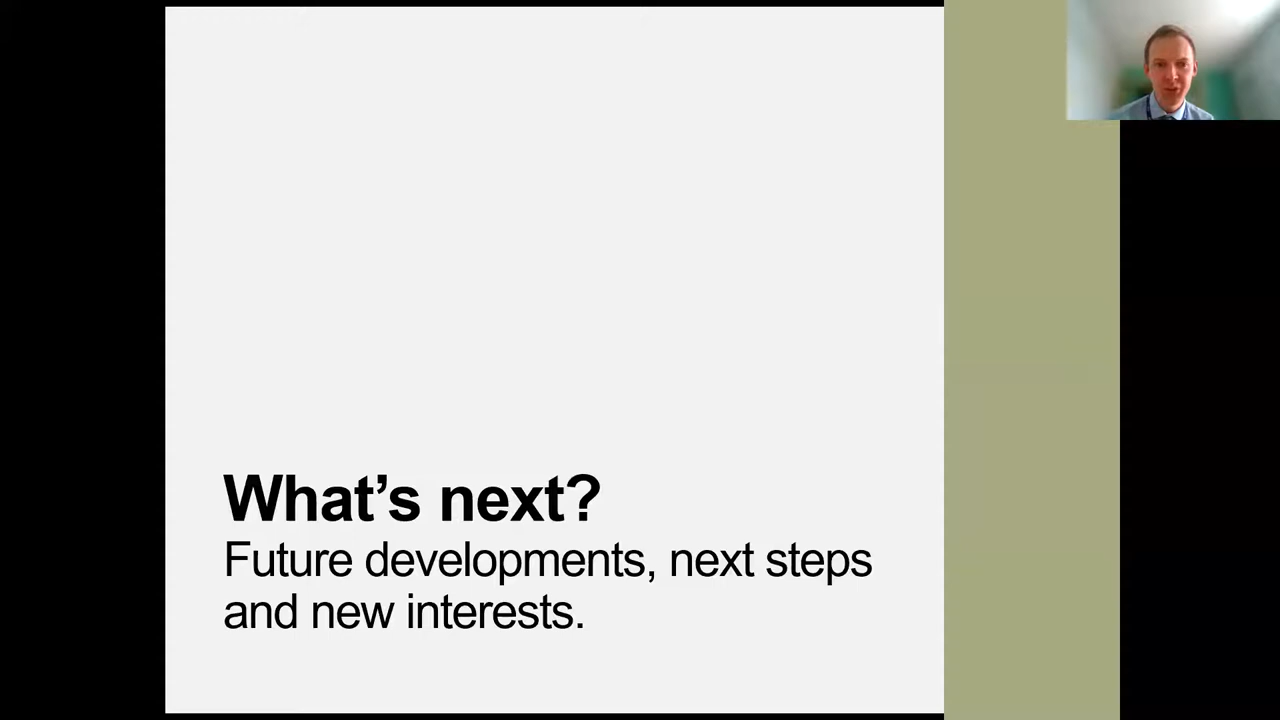 What’s next?
Future developments, next steps
and new interests.